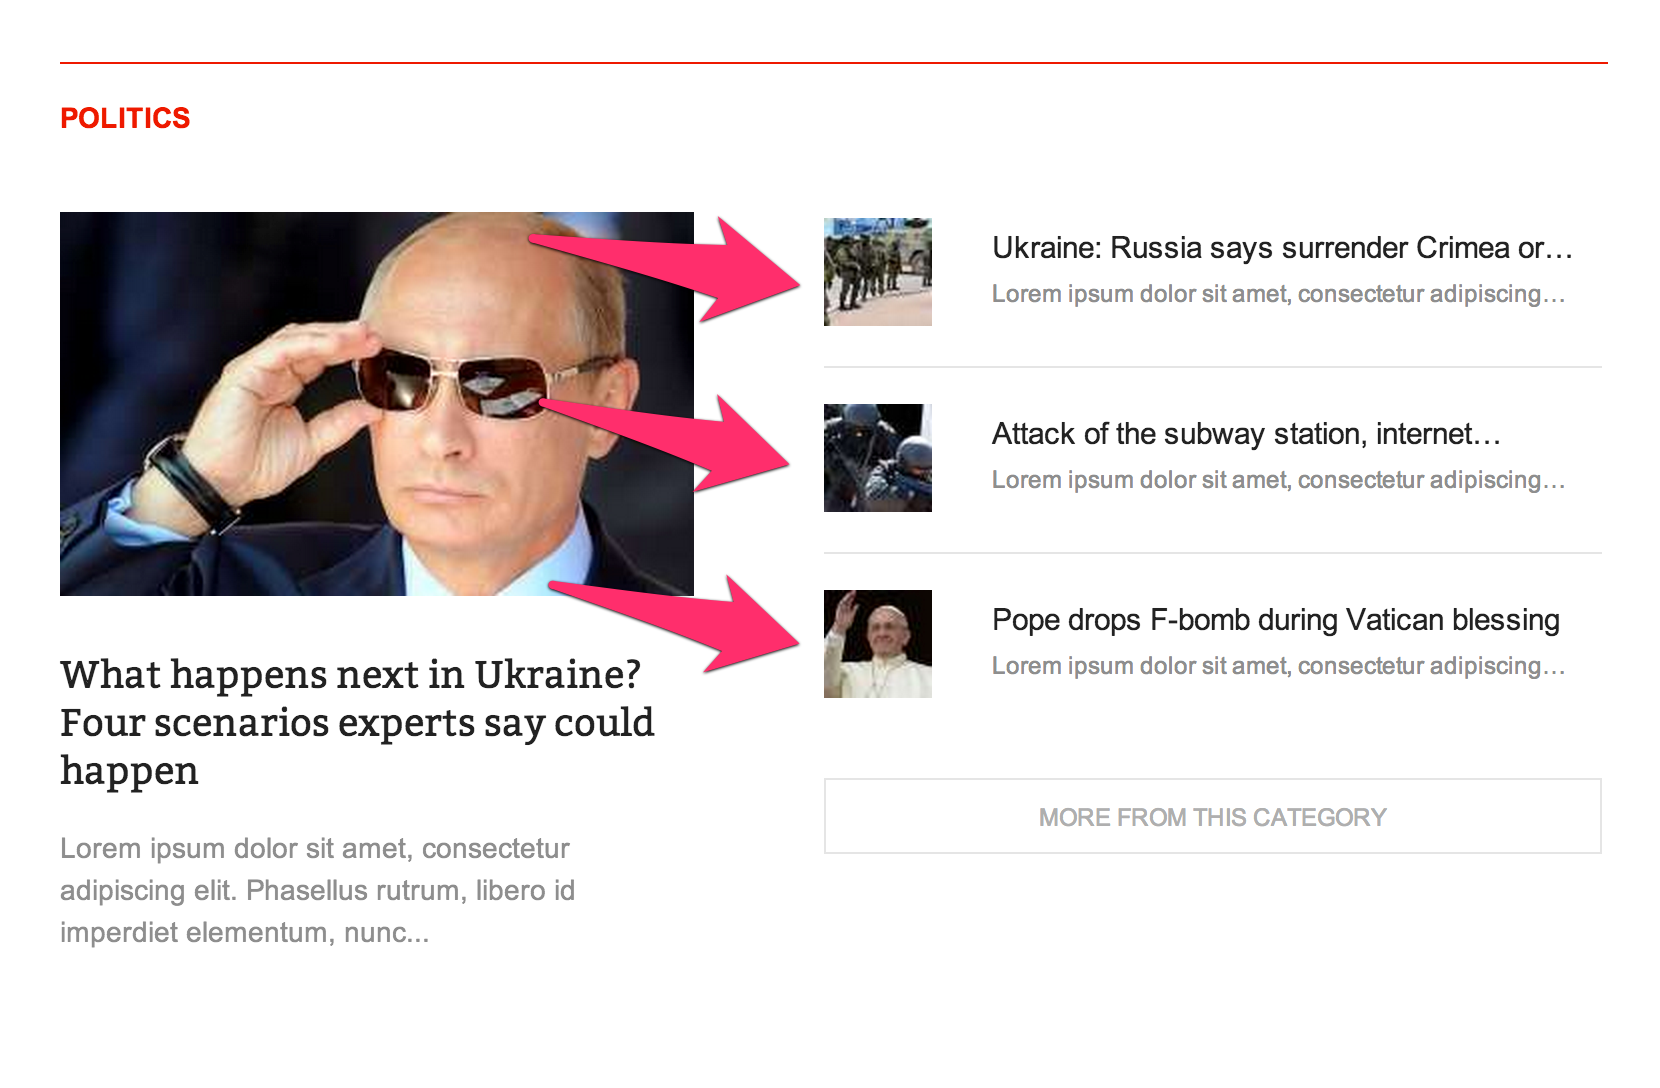 POLITICS
What happens next in Ukraine?
Four scenarios experts say could
happen
Lorem ipsum dolor sit amet, consectetur
adipiscing elit. Phasellus rutrum, libero id
imperdiet elementum, nunc...
Ukraine: Russia says surrender Crimea or…
Lorem ipsum dolor sit amet, consectetur adipiscing…
Attack of the subway station, internet…
Lorem ipsum dolor sit amet, consectetur adipiscing…
Pope drops F-bomb during Vatican blessing
Lorem ipsum dolor sit amet, consectetur adipiscing…
MORE FROM THIS CATEGORY